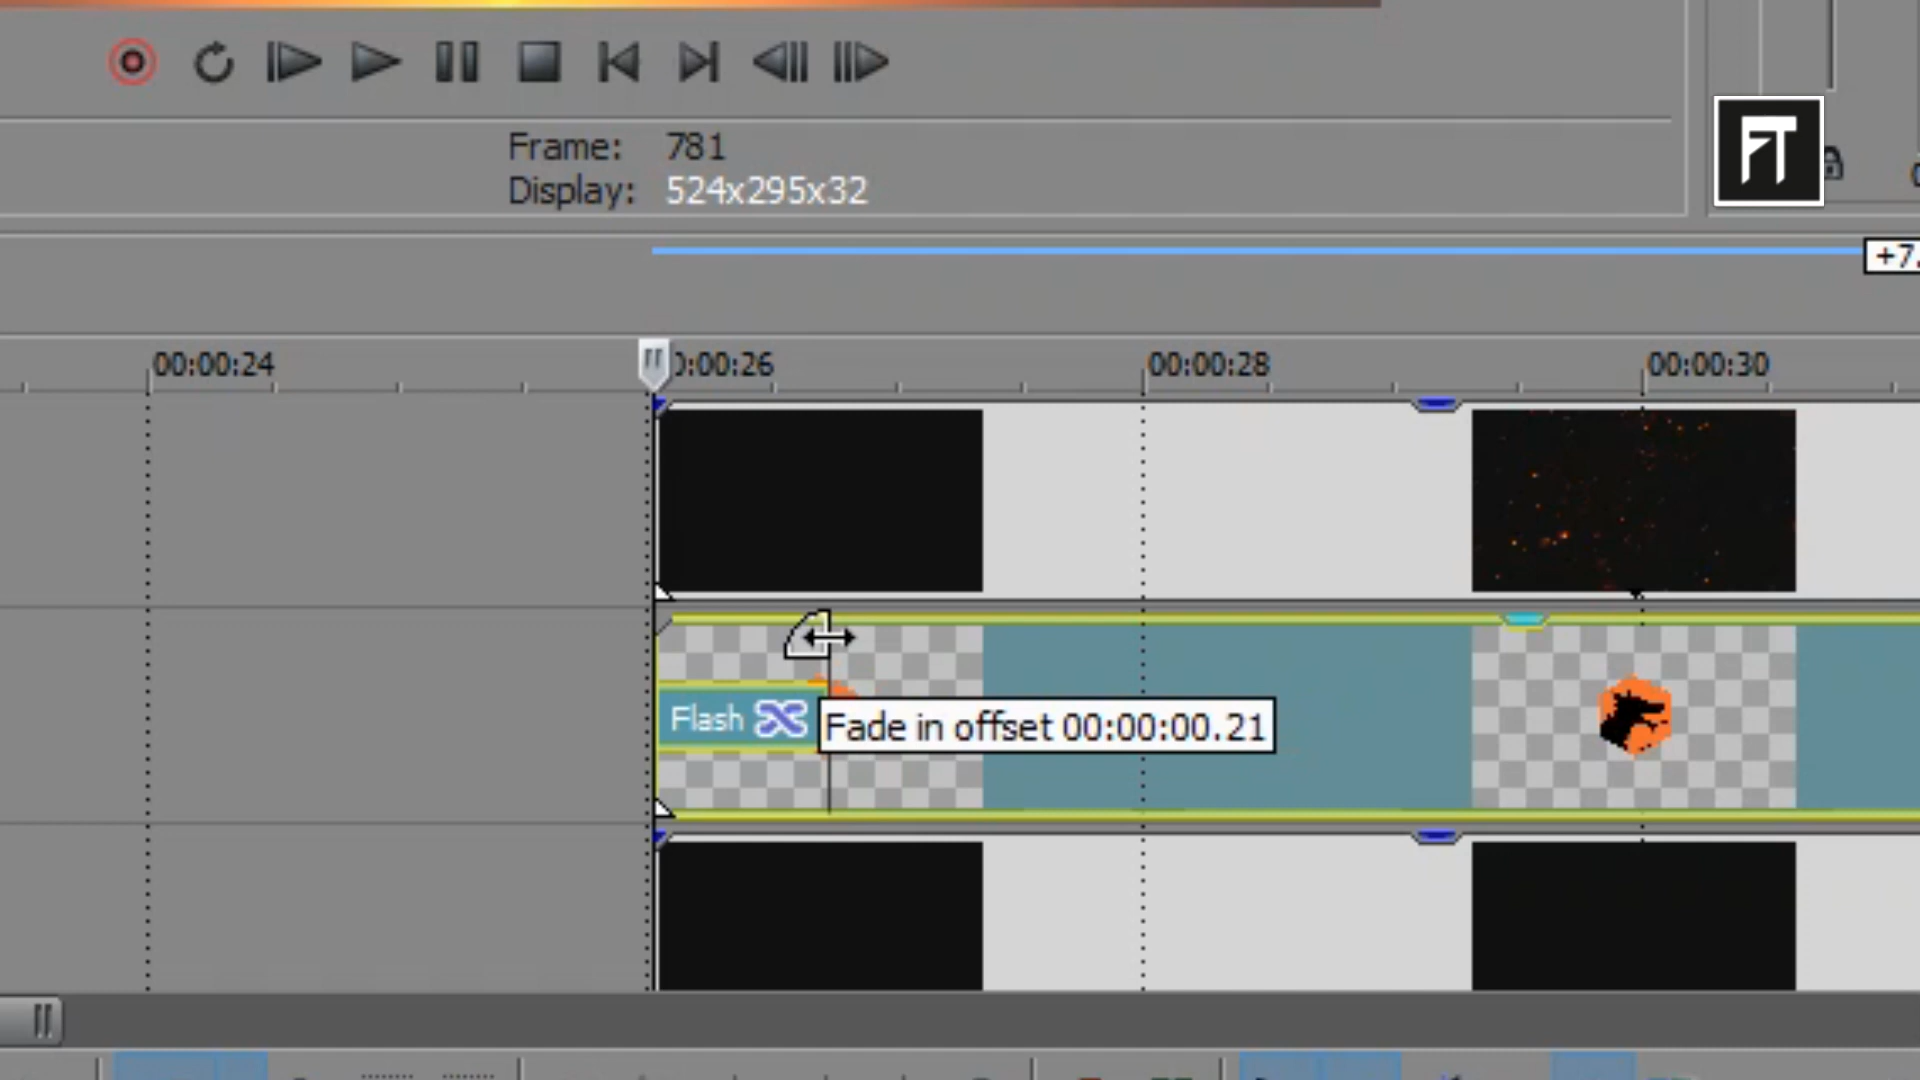 Frame: 781
Display: 524x295x32
FT
+7.
00:00:24
0:00:26
00:00:28
00:00:30
Flash
Fade in offset 00:00:00.21